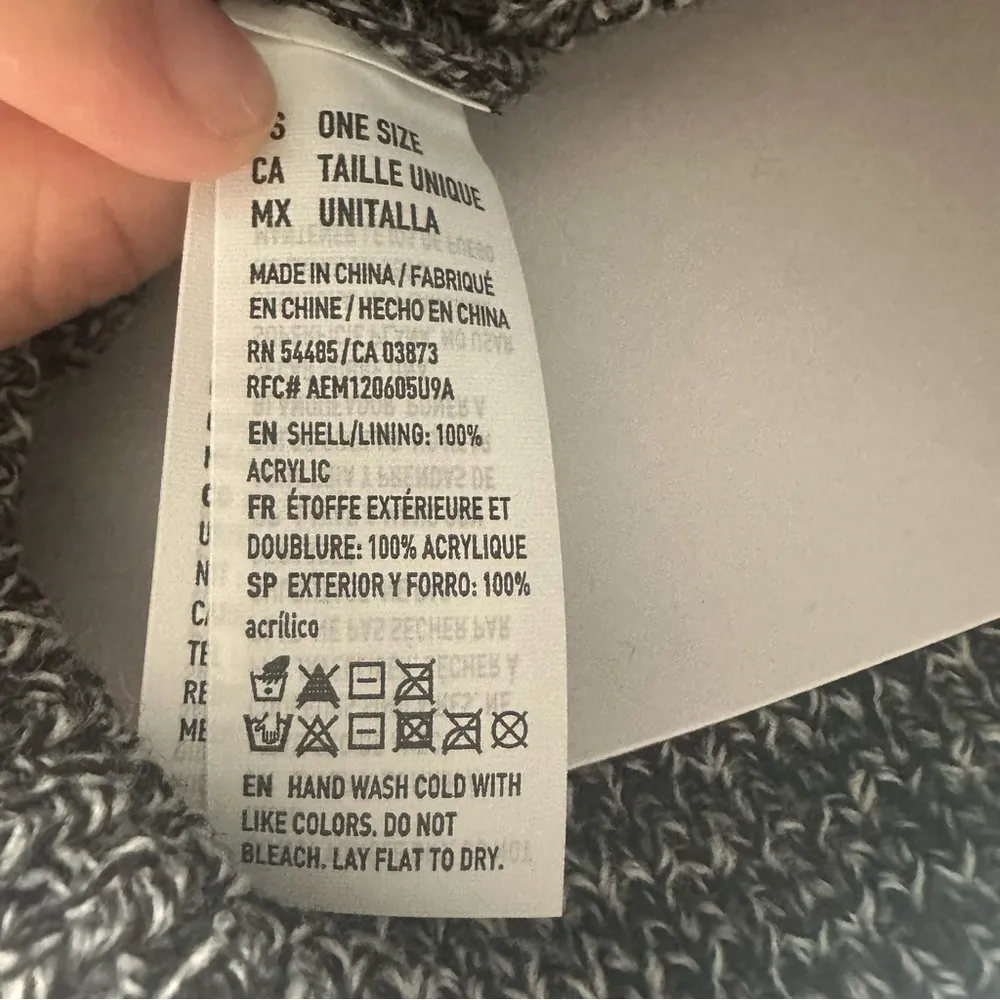 S ONE SIZE
CA TAILLE UNIQUE
MX UNITALLA
MADE IN CHINA / FABRIQUÉ
EN CHINE / HECHO EN CHINA
RN 54485/CA 03873
RFC# AEM120605U9A
EN SHELL/LINING: 100%
ACRYLIC
FR ÉTOFFE EXTÉRIEURE ET
DOUBLURE: 100% ACRYLIQUE
SP EXTERIOR Y FORRO: 100%
acrílico
EN HAND WASH COLD WITH
LIKE COLORS. DO NOT
BLEACH. LAY FLAT TO DRY.